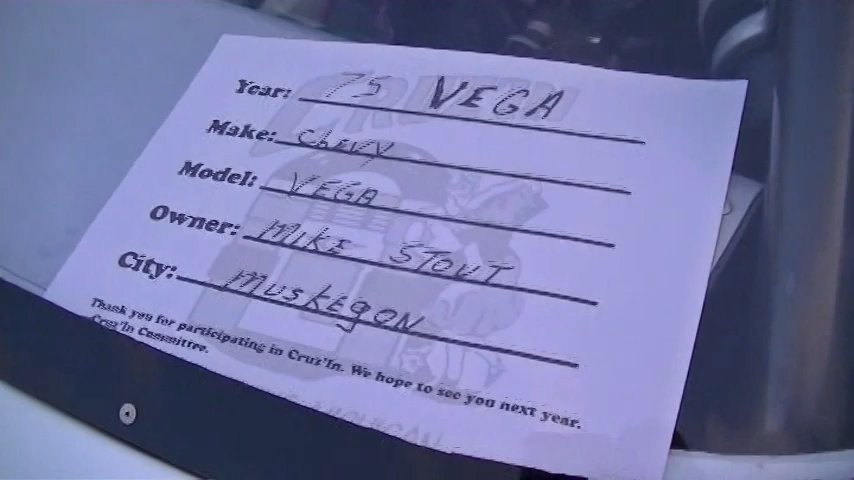 Year: 75 VEGA
Make: Chevy
Model: VEGA
Owner: MIKE STOUT
City: MUSKEGON
Thank you for participating in Cruz'In. We hope to see you next year.
Cruz'In Committee.